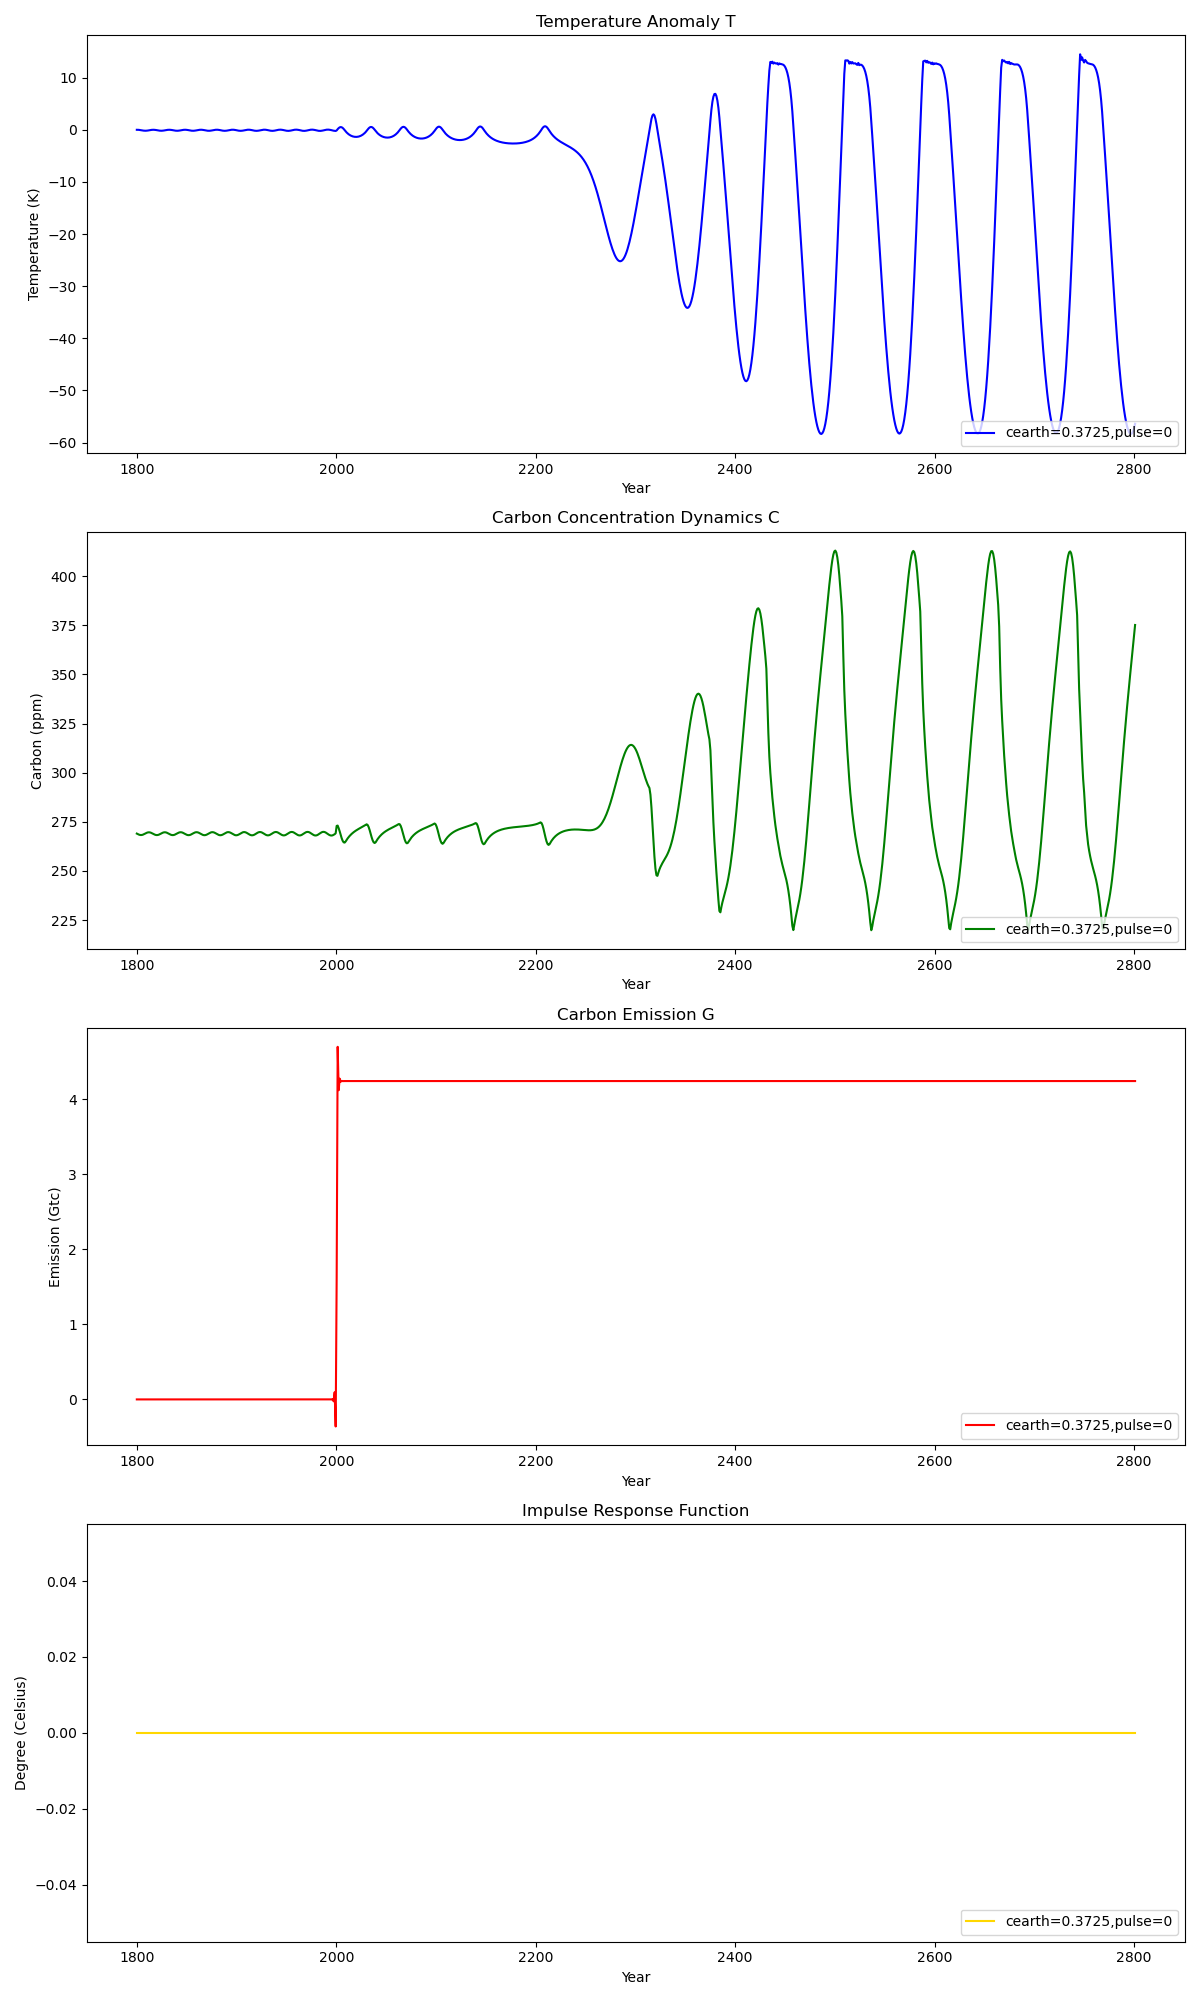 Temperature Anomaly T
10
0
−10
−20
−30
−40
−50
−60
Temperature (K)
cearth=0.3725,pulse=0
1800 2000 2200 2400 2600 2800
Year
Carbon Concentration Dynamics C
400
375
350
325
300
275
250
225
Carbon (ppm)
cearth=0.3725,pulse=0
1800 2000 2200 2400 2600 2800
Year
Carbon Emission G
4
3
2
1
0
Emission (Gtc)
cearth=0.3725,pulse=0
1800 2000 2200 2400 2600 2800
Year
Impulse Response Function
0.04
0.02
0.00
−0.02
−0.04
Degree (Celsius)
cearth=0.3725,pulse=0
1800 2000 2200 2400 2600 2800
Year